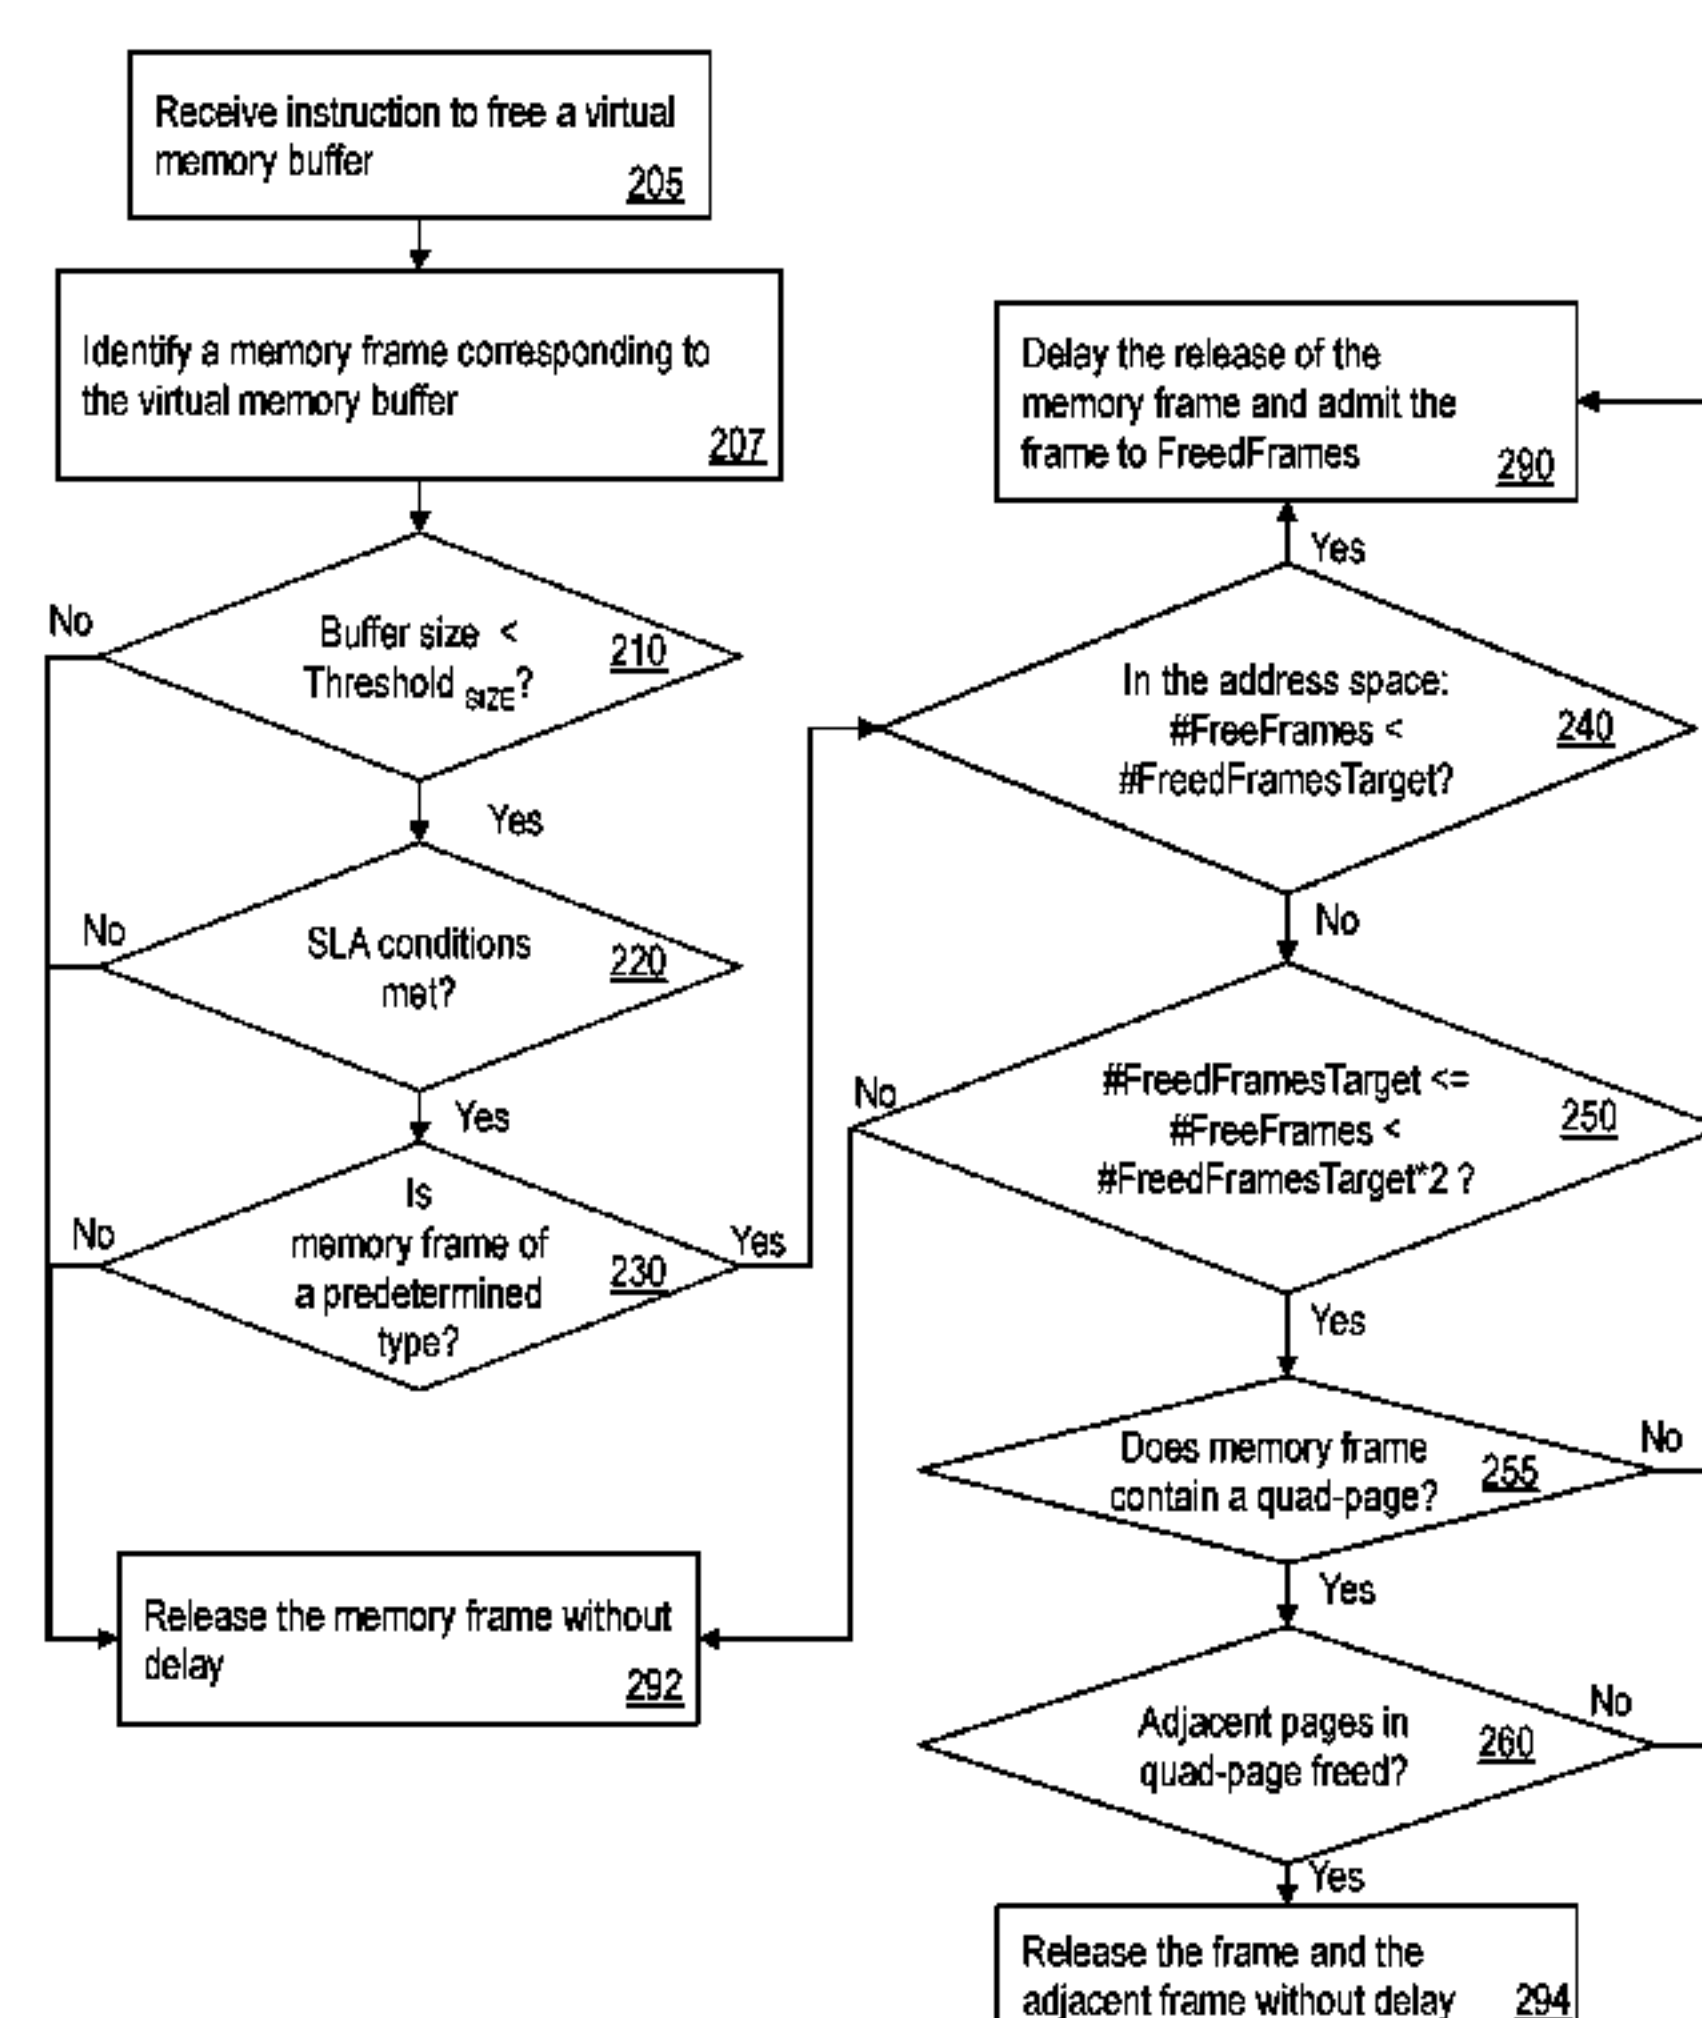 Receive instruction to free a virtual
memory buffer
205
Identify a memory frame corresponding to
the virtual memory buffer
207
Buffer size <
Threshold SIZE?
210
No
Yes
SLA conditions
met?
220
No
Yes
Is
memory frame of
a predetermined
type?
230
No
Yes
Release the memory frame without
delay
292
Delay the release of the
memory frame and admit the
frame to FreedFrames
290
Yes
In the address space:
#FreeFrames <
#FreedFramesTarget?
240
No
#FreedFramesTarget <=
#FreeFrames <
#FreedFramesTarget*2 ?
250
No
Yes
Does memory frame
contain a quad-page?
255
No
Yes
Adjacent pages in
quad-page freed?
260
No
Yes
Release the frame and the
adjacent frame without delay
294